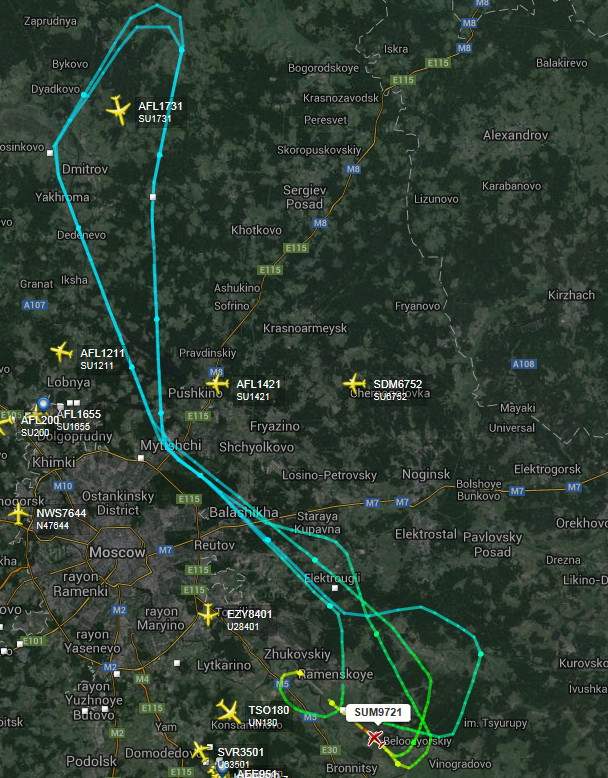 Zaprudnya
M8
M8
Iksra
M8
Bykovo
Bogorodskoye
E115
Balakirevo
Dyadkovo
Krasnozavodsk
AFL1731
SU1731
Peresvet
Alexandrov
osinkovo
Skoropuskovskiy
Dmitrov
M8
Karabanovo
Yakhroma
Sergiev
Posad
Lizunovo
M8
Dedenevo
Khotkovo
E115
E115
Granat
Iksha
Ashukino
Kirzhach
A107
Sofrino
Fryanovo
Krasnoarmeysk
AFL1211
SU1211
Pravdinskiy
A108
M8
Lobnya
Pushkino
AFL1421
SU1421
SDM6752
SU6752
AFL1655
SU1655
AFL200
SU200
Mayaki
Universal
Fryazino
Dolgoprudny
Mytishchi
Shchyolkovo
Khimki
Losino-Petrovsky
Noginsk
Elektrogorsk
M10
Bolshoye
Bunkovo
M7
Ostankinsky
District
E115
M7
M7
NWS7644
N47644
Balashikha
Staraya
Kupavna
Orekhovo
Moscow
M7
Reutov
Elektrostal
Pavlovsky
Posad
E115
Drezna
rayon
Ramenki
Elektrougli
Likino-D
E115
M2
rayon
Maryino
EZY8401
U28401
E101
rayon
Yasenevo
Zhukovskiy
M2
Lytkarino
Ramenskoye
Kurovsko
M4
M5
Ignatovo
rayon
Yuzhnoye
Butovo
TSO180
UN180
SUM9721
E115
Yam
M5
im. Tsyurupy
Beloozyorskiy
Domodedovo
SVR3501
U63501
E30
Vinogradovo
Podolsk
Bronnitsy